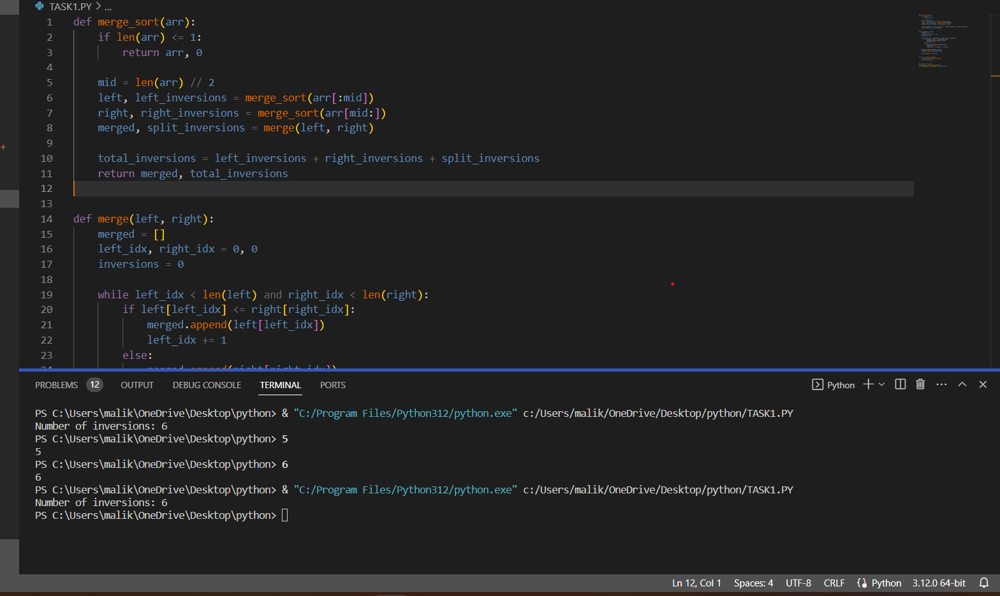 TASK1.PY > ...
1 def merge_sort(arr):
2     if len(arr) <= 1:
3         return arr, 0
4
5     mid = len(arr) // 2
6     left, left_inversions = merge_sort(arr[:mid])
7     right, right_inversions = merge_sort(arr[mid:])
8     merged, split_inversions = merge(left, right)
9
10     total_inversions = left_inversions + right_inversions + split_inversions
11     return merged, total_inversions
12
13
14 def merge(left, right):
15     merged = []
16     left_idx, right_idx = 0, 0
17     inversions = 0
18
19     while left_idx < len(left) and right_idx < len(right):
20         if left[left_idx] <= right[right_idx]:
21             merged.append(left[left_idx])
22             left_idx += 1
23         else:
24             merged.append(right[right_idx])
PROBLEMS 12 OUTPUT DEBUG CONSOLE TERMINAL PORTS Python
PS C:\Users\malik\OneDrive\Desktop\python> & "C:/Program Files/Python312/python.exe" c:/Users/malik/OneDrive/Desktop/python/TASK1.PY
Number of inversions: 6
PS C:\Users\malik\OneDrive\Desktop\python> 5
5
PS C:\Users\malik\OneDrive\Desktop\python> 6
6
PS C:\Users\malik\OneDrive\Desktop\python> & "C:/Program Files/Python312/python.exe" c:/Users/malik/OneDrive/Desktop/python/TASK1.PY
Number of inversions: 6
PS C:\Users\malik\OneDrive\Desktop\python>
Ln 12, Col 1 Spaces: 4 UTF-8 CRLF Python 3.12.0 64-bit